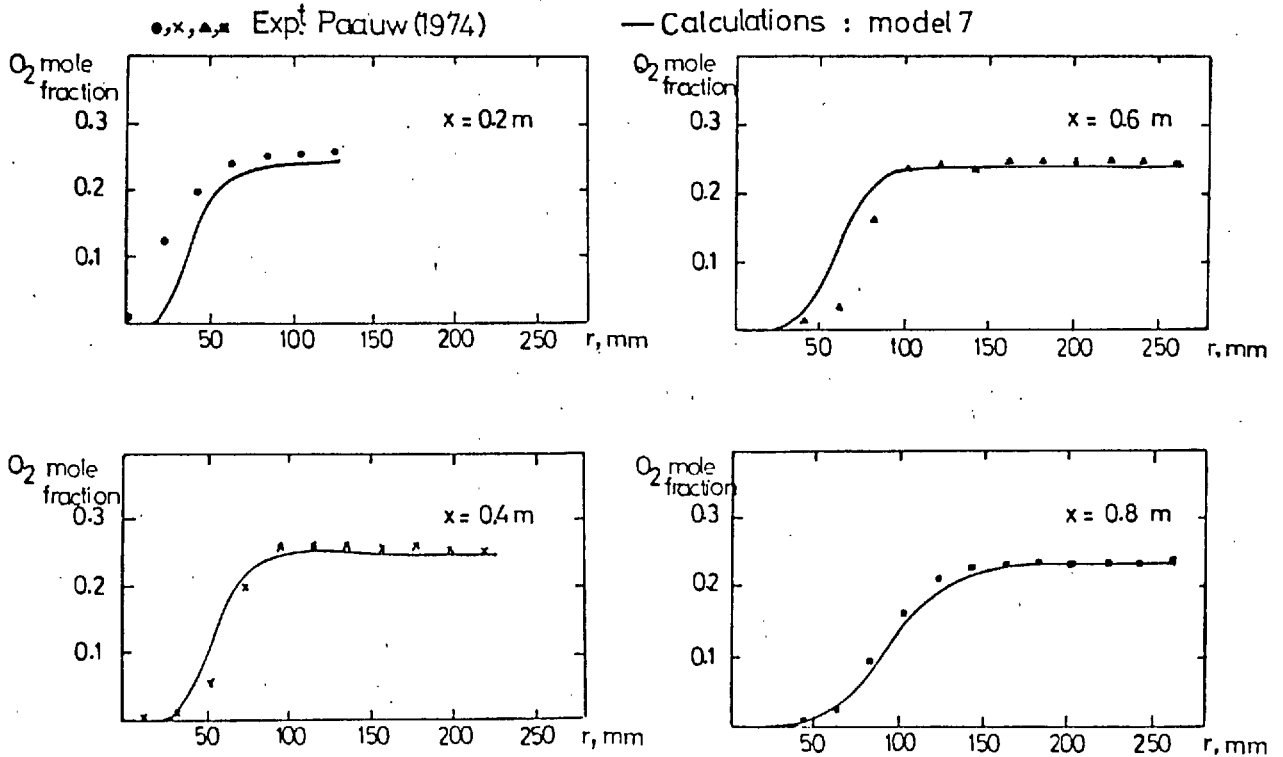 ●,×,▲,■ Exp.t Paauw (1974)
— Calculations : model 7
O2 mole
fraction
0.3
0.2
0.1
x = 0.2 m
50 100 150 200 250 r, mm
O2 mole
fraction
0.3
0.2
0.1
x = 0.6 m
50 100 150 200 250 r, mm
O2 mole
fraction
0.3
0.2
0.1
x = 0.4 m
50 100 150 200 250 r, mm
O2 mole
fraction
0.3
0.2
0.1
x = 0.8 m
50 100 150 200 250 r, mm